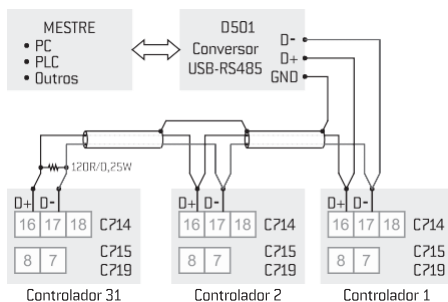 MESTRE
• PC
• PLC
• Outros
D501
Conversor
USB-RS485
D-
D+
GND
120R/0,25W
D+ D-
16 17 18 C714
8 7 C715
C719
Controlador 31
D+ D-
16 17 18 C714
8 7 C715
C719
Controlador 2
D+ D-
16 17 18 C714
8 7 C715
C719
Controlador 1